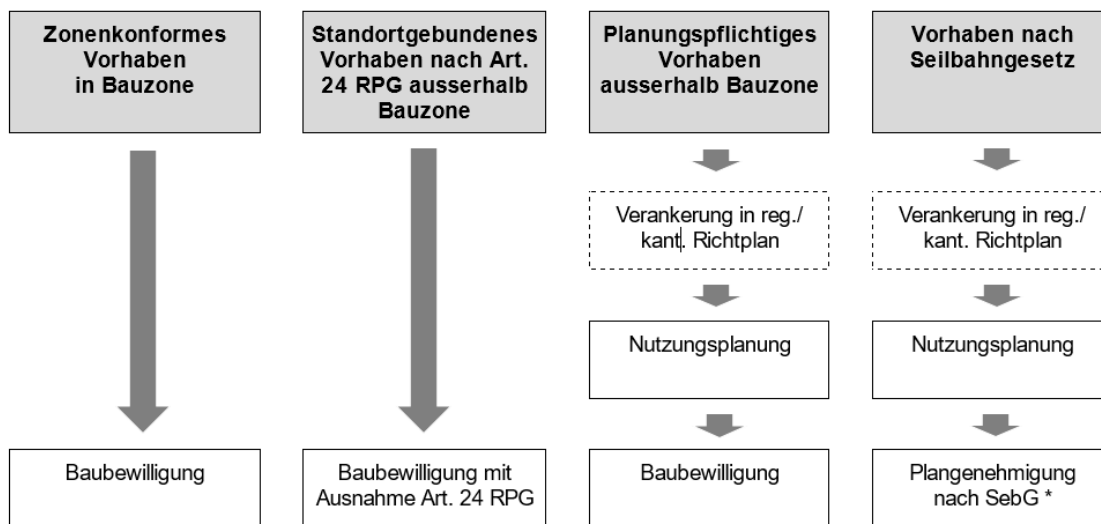 Zonenkonformes
Vorhaben
in Bauzone
Standortgebundenes
Vorhaben nach Art.
24 RPG ausserhalb
Bauzone
Planungspflichtiges
Vorhaben
ausserhalb Bauzone
Vorhaben nach
Seilbahngesetz
Verankerung in reg./
kant. Richtplan
Verankerung in reg./
kant. Richtplan
Nutzungsplanung
Nutzungsplanung
Baubewilligung
Baubewilligung mit
Ausnahme Art. 24 RPG
Baubewilligung
Plangenehmigung
nach SebG *